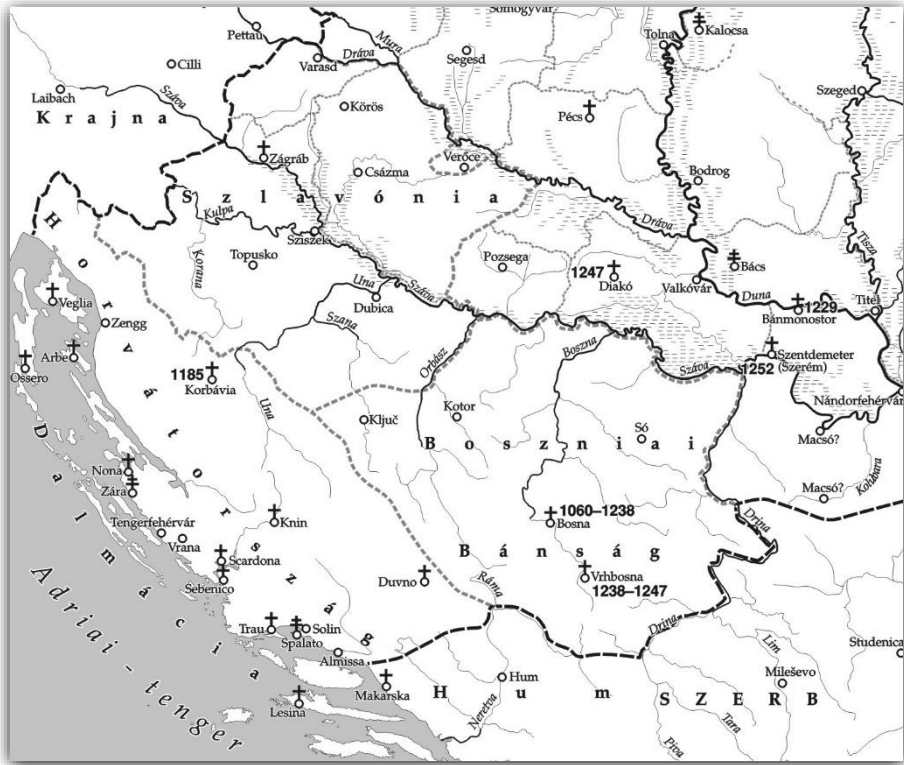 Somogyvár
Pettau
Mura
Tolna
Kalocsa
Cilli
Varasd
Dráva
Segesd
Laibach
Száva
Krajna
Körös
Pécs
Szeged
Zágráb
Verőce
Csázma
Bodrog
Szlavónia
Kulpa
Sziszek
Dráva
Tisza
Horvátország
Korana
Topusko
Pozsega
1247
Diakó
Bács
Valkóvár
Duna
1229
Titel
Bánmonostor
Veglia
Zengg
Una
Dubica
Száva
Szana
Arbe
Ossero
1185
Korbávia
Orbász
Boszna
Száva
1252
Szentdemeter
(Szerém)
Nándorfehérvár
Una
Ključ
Kotor
Só
Macsó?
Boszniai
Bánság
Nona
Zára
Macsó?
Kolubara
Dalmácia
Tengerfehérvár
Vrana
Knin
1060–1238
Bosna
Drina
Scardona
Sebenico
Duvno
Ráma
Vrhbosna
1238–1247
Adriai-tenger
Trau
Solin
Spalato
Almissa
Drina
Lim
Studenica
Lesina
Makarska
Hum
Hum
Neretva
SZERB
Mileševo
Tara
Piva